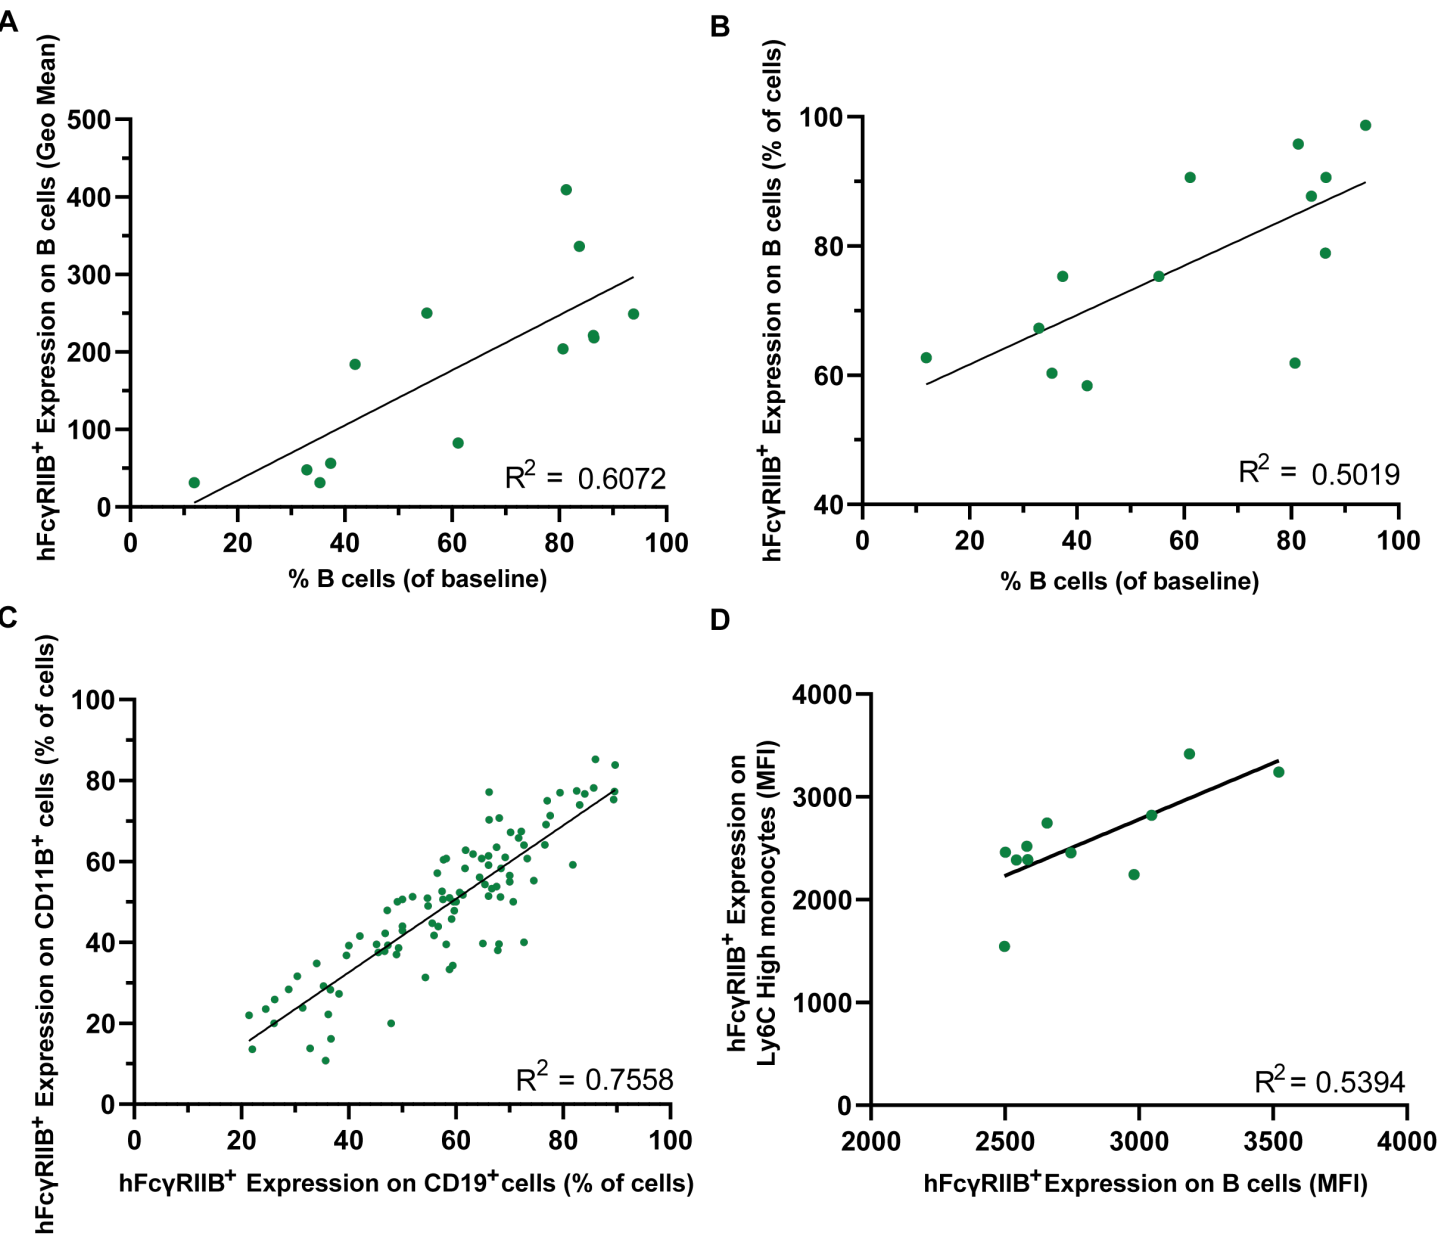 A
hFcγRIIB+ Expression on B cells (Geo Mean)
500
400
300
200
100
0
0 20 40 60 80 100
R2 = 0.6072
% B cells (of baseline)
B
hFcγRIIB+ Expression on B cells (% of cells)
100
80
60
40
0 20 40 60 80 100
R2 = 0.5019
% B cells (of baseline)
C
hFcγRIIB+ Expression on CD11B+ cells (% of cells)
100
80
60
40
20
0
0 20 40 60 80 100
R2 = 0.7558
hFcγRIIB+ Expression on CD19+cells (% of cells)
D
hFcγRIIB+ Expression on
Ly6C High monocytes (MFI)
4000
3000
2000
1000
0
2000 2500 3000 3500 4000
R2= 0.5394
hFcγRIIB+Expression on B cells (MFI)